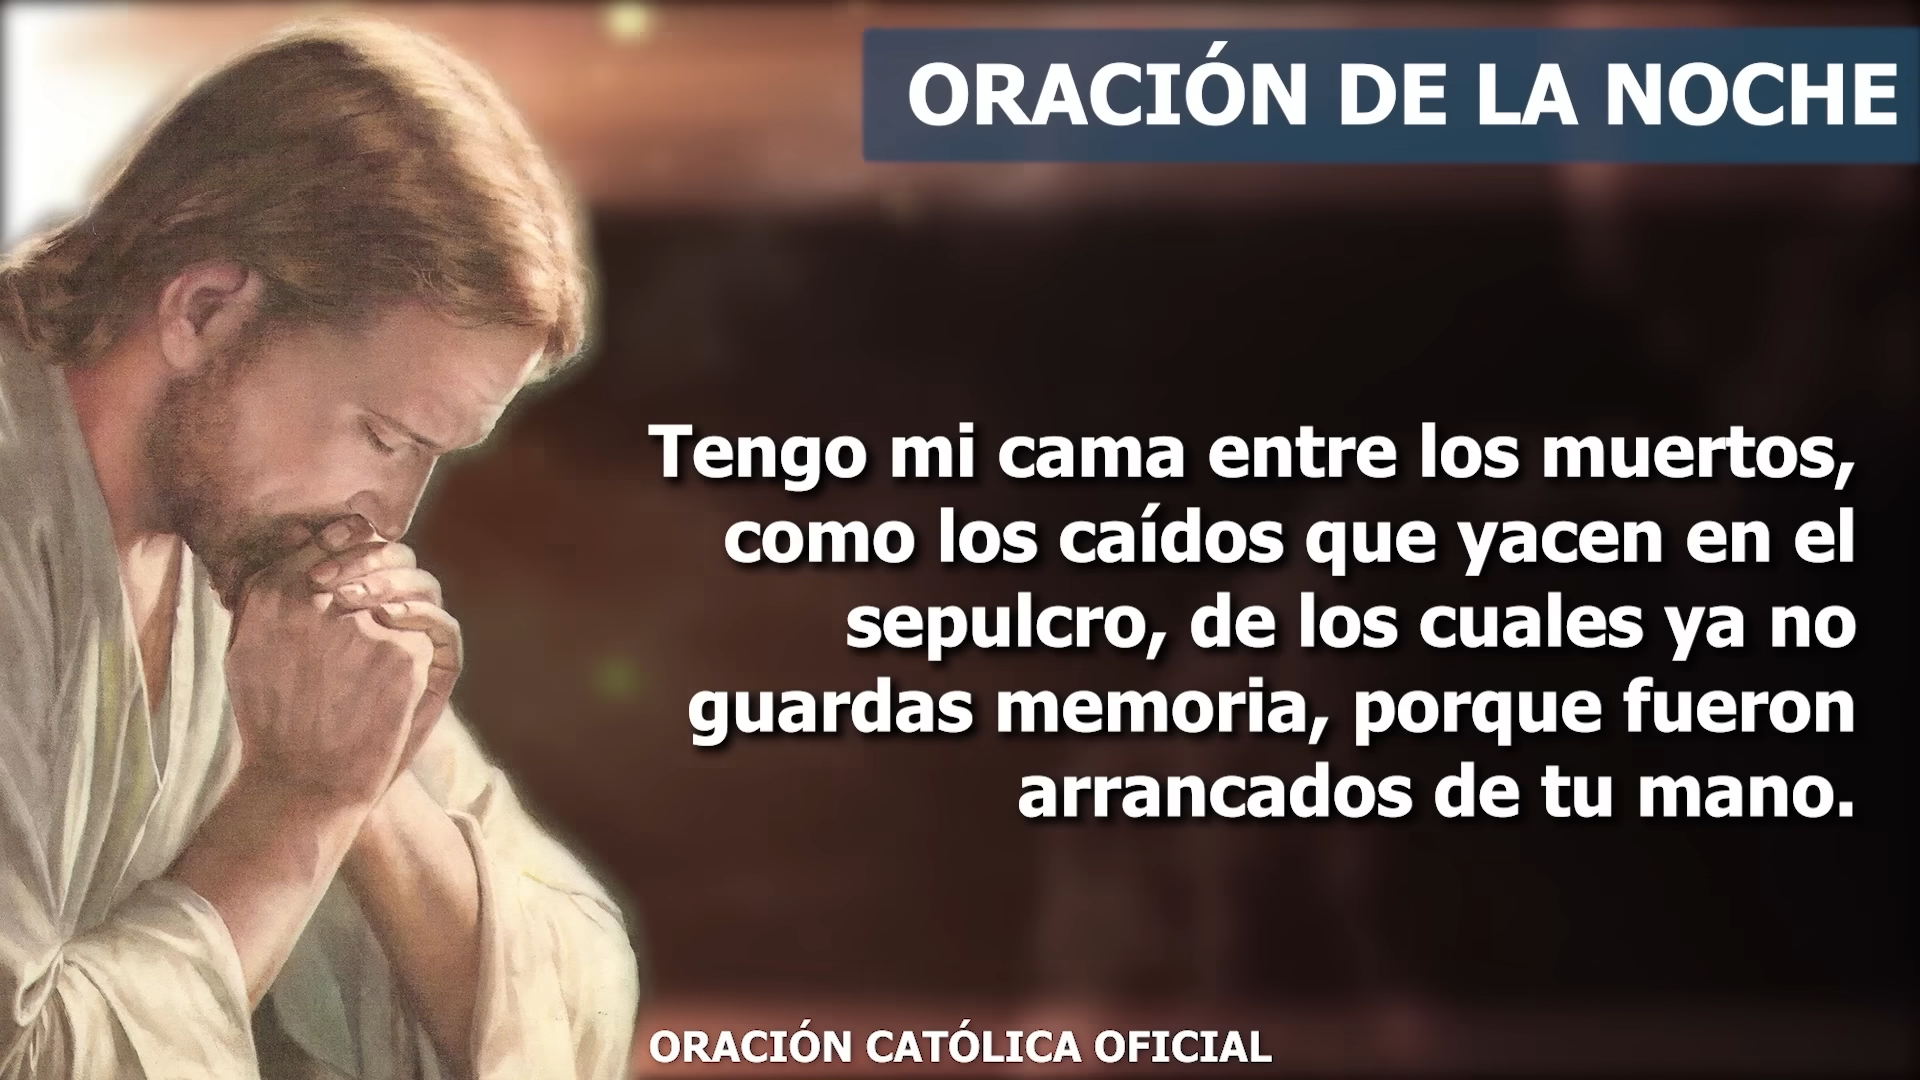 ORACIÓN DE LA NOCHE
Tengo mi cama entre los muertos,
como los caídos que yacen en el
sepulcro, de los cuales ya no
guardas memoria, porque fueron
arrancados de tu mano.
ORACIÓN CATÓLICA OFICIAL